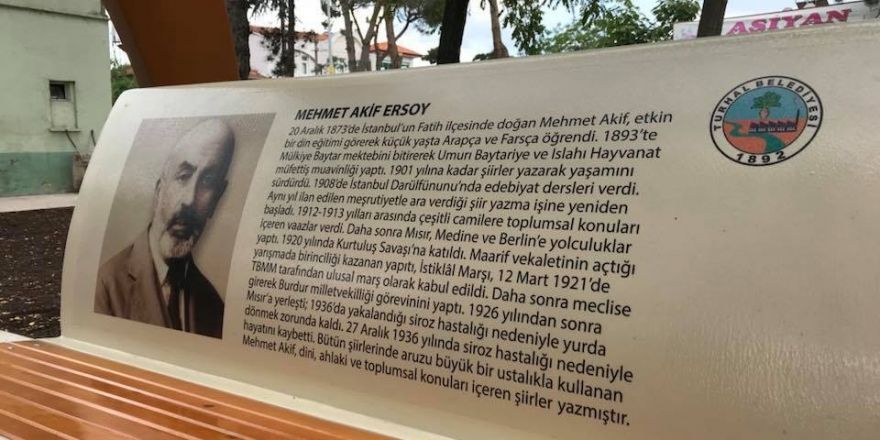 AŞIYAN
MEHMET AKİF ERSOY
20 Aralık 1873'de İstanbul'un Fatih ilçesinde doğan Mehmet Akif, etkin
bir din eğitimi görerek küçük yaşta Arapça ve Farsça öğrendi. 1893'te
Mülkiye Baytar mektebini bitirerek Umuru Baytariye ve Islahı Hayvanat
müfettiş muavinliği yaptı. 1901 yılına kadar şiirler yazarak yaşamını
sürdürdü. 1908'de İstanbul Darülfünunu'nda edebiyat dersleri verdi.
Aynı yıl ilan edilen meşrutiyetle ara verdiği şiir yazma işine yeniden
başladı. 1912-1913 yılları arasında çeşitli camilere toplumsal konuları
içeren vaazlar verdi. Daha sonra Mısır, Medine ve Berlin'e yolculuklar
yaptı. 1920 yılında Kurtuluş Savaşı'na katıldı. Maarif vekaletinin açtığı
yarışmada birinciliği kazanan yapıtı, İstiklâl Marşı, 12 Mart 1921'de
TBMM tarafından ulusal marş olarak kabul edildi. Daha sonra meclise
girerek Burdur milletvekilliği görevinini yaptı. 1926 yılından sonra
Mısır'a yerleşti; 1936'da yakalandığı siroz hastalığı nedeniyle yurda
dönmek zorunda kaldı. 27 Aralık 1936 yılında siroz hastalığı nedeniyle
hayatını kaybetti. Bütün şiirlerinde aruzu büyük bir ustalıkla kullanan
Mehmet Akif, dini, ahlaki ve toplumsal konuları içeren şiirler yazmıştır.
TURHAL BELEDİYESİ
1892